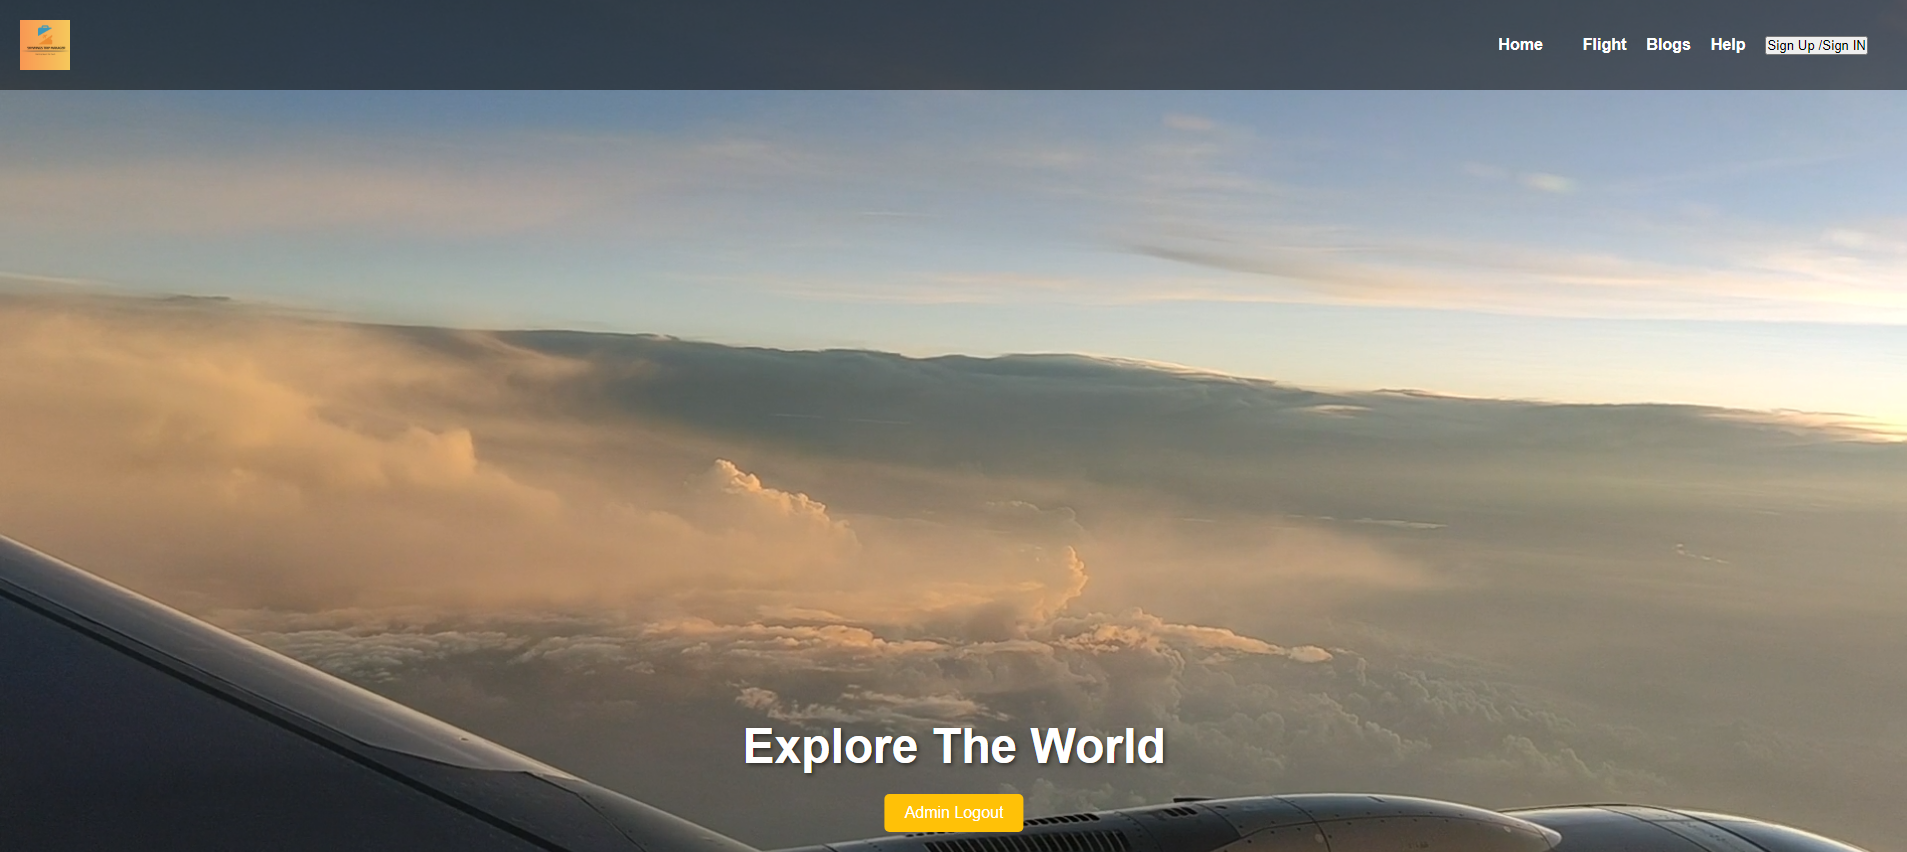 Home Flight Blogs Help Sign Up /Sign IN
Explore The World
Admin Logout